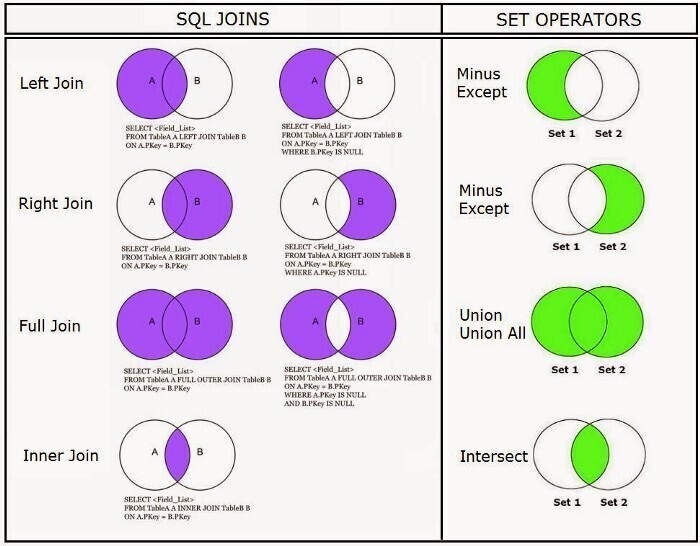 SQL JOINS
SET OPERATORS
Left Join
A
B
SELECT <Field_List>
FROM TableA A LEFT JOIN TableB B
ON A.PKey = B.PKey
A
B
SELECT <Field_List>
FROM TableA A LEFT JOIN TableB B
ON A.PKey = B.PKey
WHERE B.PKey IS NULL
Minus
Except
Set 1
Set 2
Right Join
A
B
SELECT <Field_List>
FROM TableA A RIGHT JOIN TableB B
ON A.PKey = B.PKey
A
B
SELECT <Field_List>
FROM TableA A RIGHT JOIN TableB B
ON A.PKey = B.PKey
WHERE A.PKey IS NULL
Minus
Except
Set 1
Set 2
Full Join
A
B
SELECT <Field_List>
FROM TableA A FULL OUTER JOIN TableB B
ON A.PKey = B.PKey
A
B
SELECT <Field_List>
FROM TableA A FULL OUTER JOIN TableB B
ON A.PKey = B.PKey
WHERE A.PKey IS NULL
AND B.PKey IS NULL
Union
Union All
Set 1
Set 2
Inner Join
A
B
SELECT <Field_List>
FROM TableA A INNER JOIN TableB B
ON A.PKey = B.PKey
Intersect
Set 1
Set 2